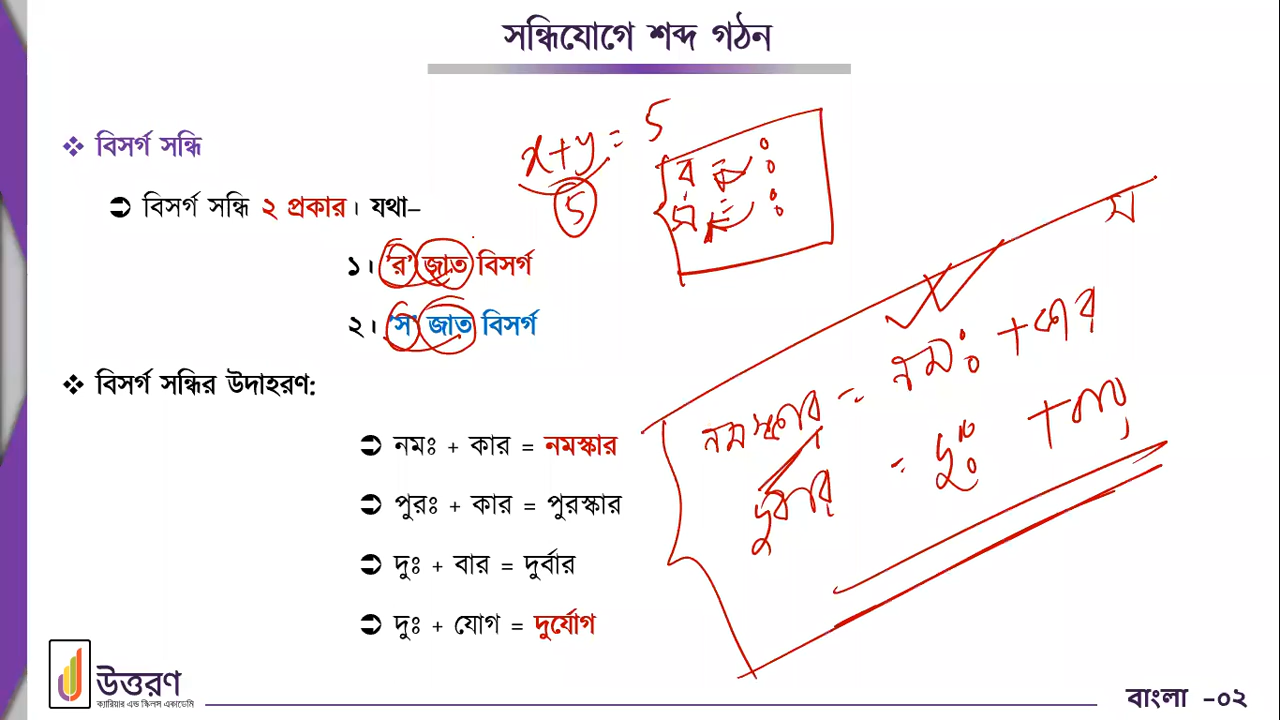 সন্ধিযোগে শব্দ গঠন
❖ বিসর্গ সন্ধি
➲ বিসর্গ সন্ধি ২ প্রকার। যথা–
১। ‘র’ জাত বিসর্গ
২। ‘স’ জাত বিসর্গ
❖ বিসর্গ সন্ধির উদাহরণ:
➲ নমঃ + কার = নমস্কার
➲ পুরঃ + কার = পুরস্কার
➲ দুঃ + বার = দুর্বার
➲ দুঃ + যোগ = দুর্যোগ
x+y = 5
5
র ঃ
স ঃ
স
নমস্কার = নমঃ + কার
দুর্বার = দুঃ + বার
উত্তরণ
ক্যারিয়ার এন্ড স্কিলস একাডেমি
বাংলা -০২